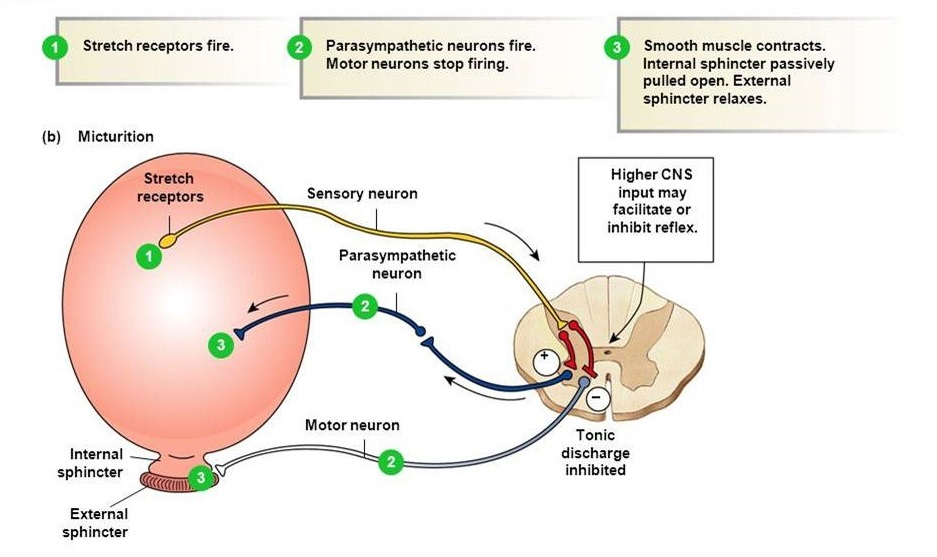 1 Stretch receptors fire.
2 Parasympathetic neurons fire.
Motor neurons stop firing.
3 Smooth muscle contracts.
Internal sphincter passively
pulled open. External
sphincter relaxes.
(b) Micturition
Stretch
receptors
Sensory neuron
Higher CNS
input may
facilitate or
inhibit reflex.
1
Parasympathetic
neuron
2
3
+
−
Motor neuron
2
Tonic
discharge
inhibited
Internal
sphincter
3
External
sphincter